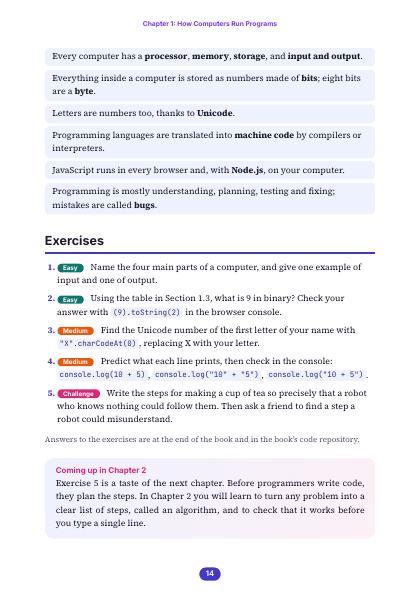 Chapter 1: How Computers Run Programs
Every computer has a processor, memory, storage, and input and output.
Everything inside a computer is stored as numbers made of bits; eight bits
are a byte.
Letters are numbers too, thanks to Unicode.
Programming languages are translated into machine code by compilers or
interpreters.
JavaScript runs in every browser and, with Node.js, on your computer.
Programming is mostly understanding, planning, testing and fixing;
mistakes are called bugs.
Exercises
1. Easy Name the four main parts of a computer, and give one example of
input and one of output.
2. Easy Using the table in Section 1.3, what is 9 in binary? Check your
answer with (9).toString(2) in the browser console.
3. Medium Find the Unicode number of the first letter of your name with
"X".charCodeAt(0), replacing X with your letter.
4. Medium Predict what each line prints, then check in the console:
console.log(10 + 5), console.log("10" + "5"), console.log("10 + 5").
5. Challenge Write the steps for making a cup of tea so precisely that a robot
who knows nothing could follow them. Then ask a friend to find a step a
robot could misunderstand.
Answers to the exercises are at the end of the book and in the book's code repository.
Coming up in Chapter 2
Exercise 5 is a taste of the next chapter. Before programmers write code,
they plan the steps. In Chapter 2 you will learn to turn any problem into a
clear list of steps, called an algorithm, and to check that it works before
you type a single line.
14